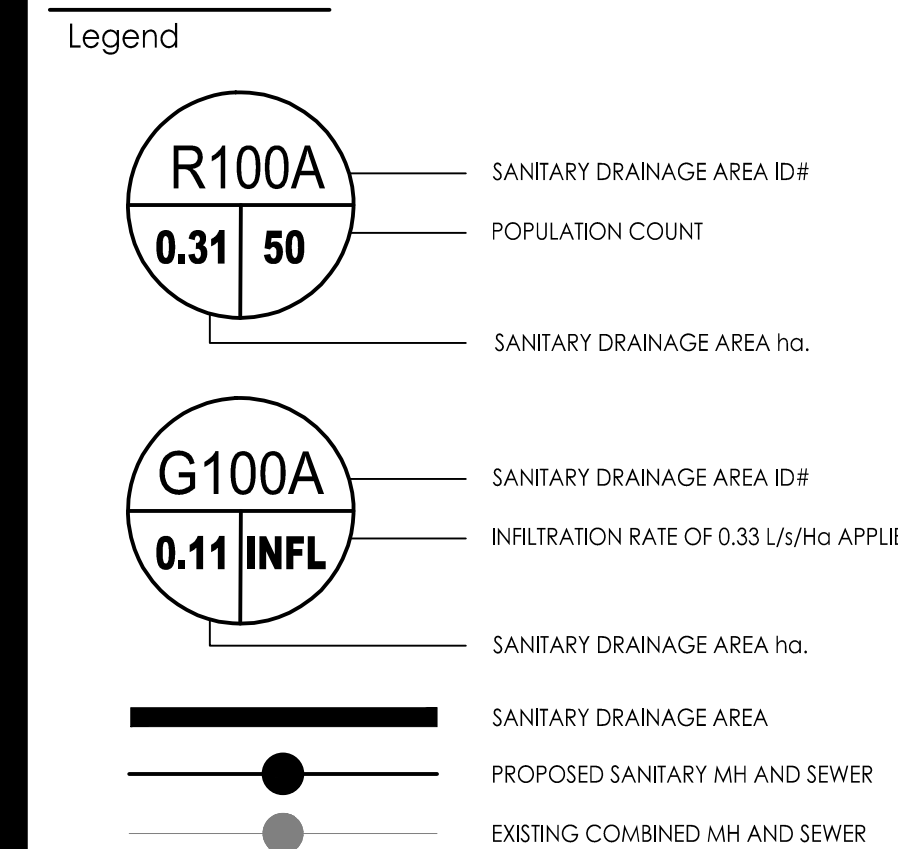 Legend
R100A
SANITARY DRAINAGE AREA ID#
0.31 50
POPULATION COUNT
SANITARY DRAINAGE AREA ha.
G100A
SANITARY DRAINAGE AREA ID#
0.11 INFL
INFILTRATION RATE OF 0.33 L/s/Ha
SANITARY DRAINAGE AREA ha.
SANITARY DRAINAGE AREA
PROPOSED SANITARY MH AND SEWER
EXISTING COMBINED MH AND SEWER